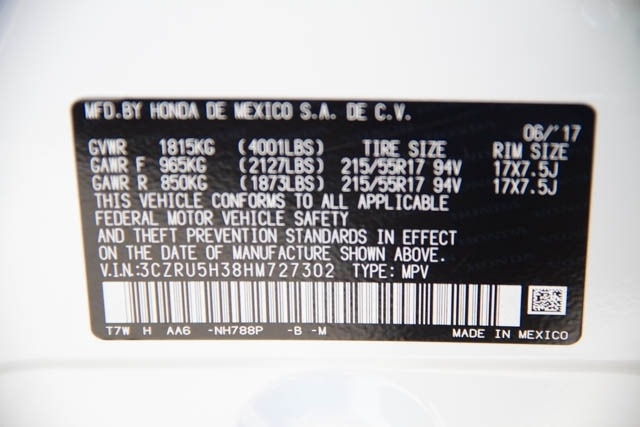 MFD.BY HONDA DE MEXICO S.A. DE C.V.
06/'17
GVWR 1815KG (4001LBS) TIRE SIZE RIM SIZE
GAWR F 965KG (2127LBS) 215/55R17 94V 17X7.5J
GAWR R 850KG (1873LBS) 215/55R17 94V 17X7.5J
THIS VEHICLE CONFORMS TO ALL APPLICABLE
FEDERAL MOTOR VEHICLE SAFETY
AND THEFT PREVENTION STANDARDS IN EFFECT
ON THE DATE OF MANUFACTURE SHOWN ABOVE.
V.I.N:3CZRU5H38HM727302 TYPE: MPV
T7W H AA6 -NH788P -B -M MADE IN MEXICO